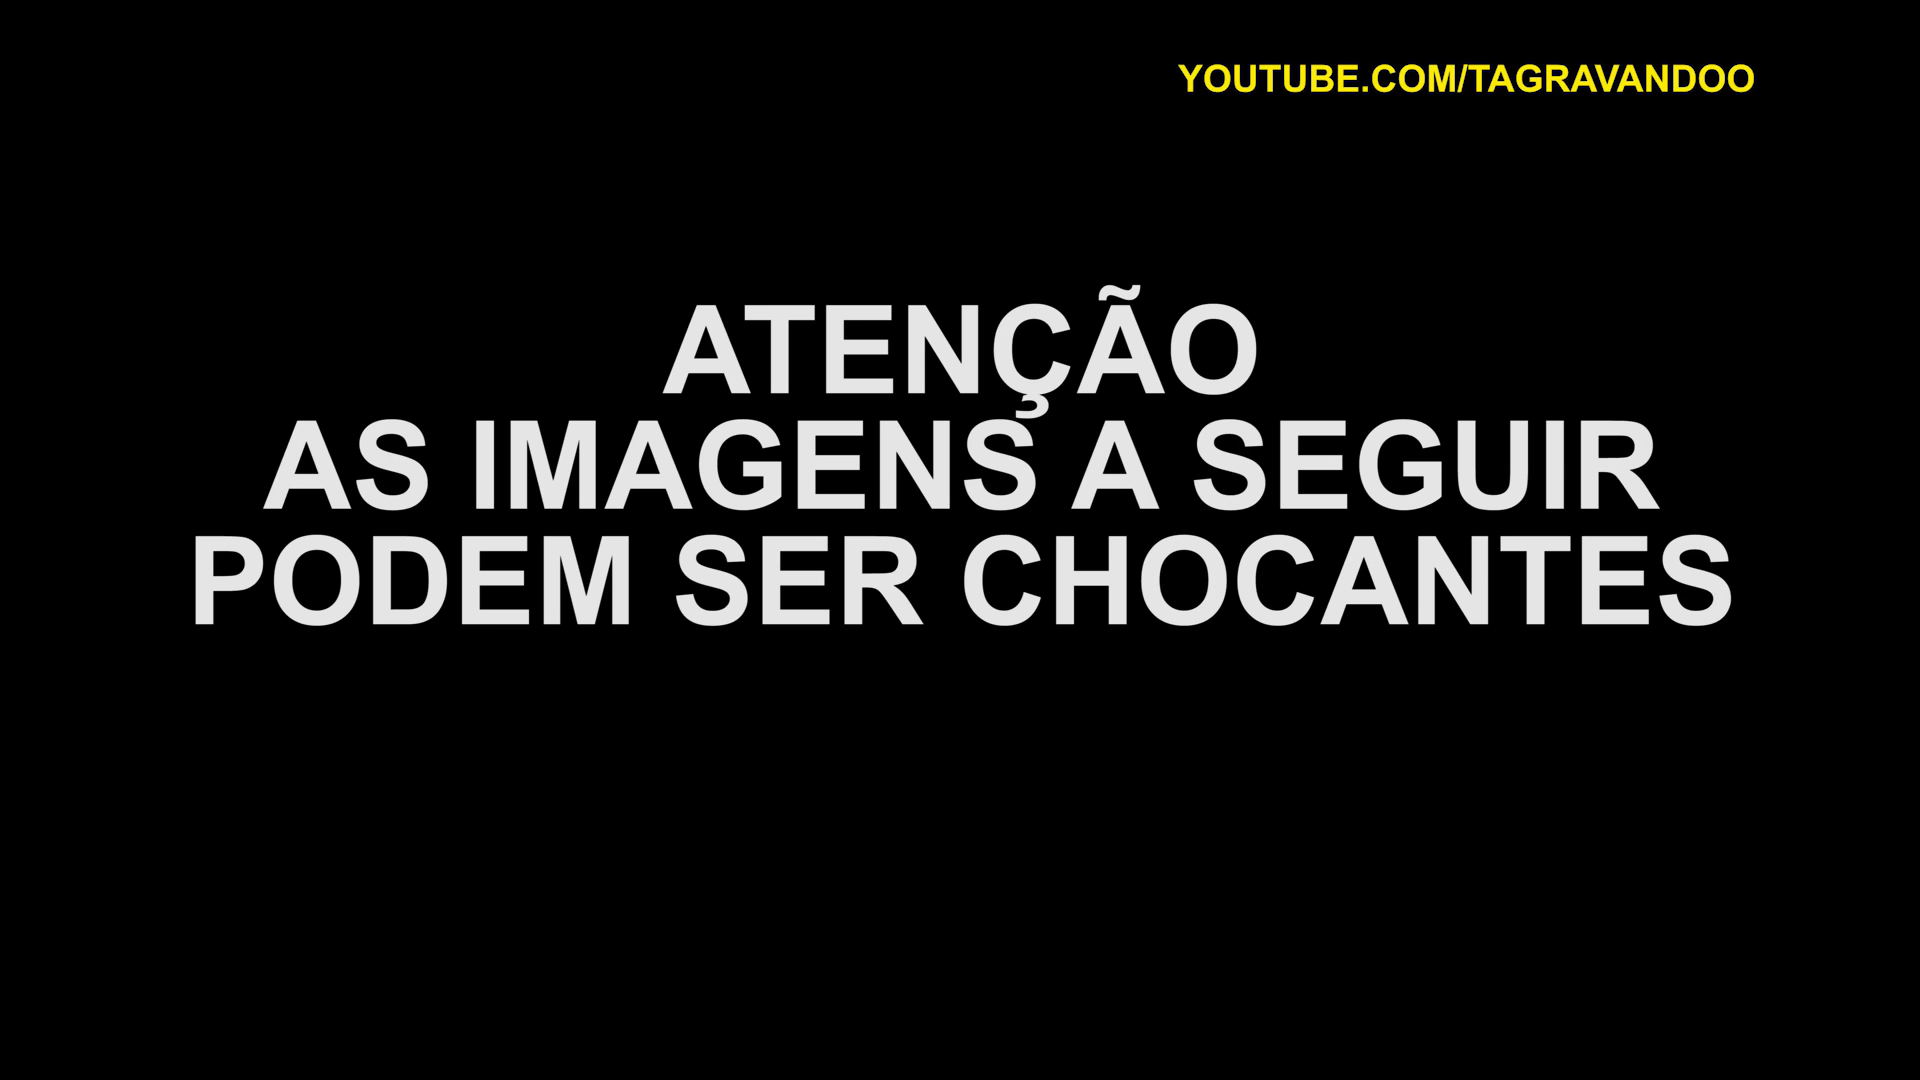 YOUTUBE.COM/TAGRAVANDOO
ATENÇÃO
AS IMAGENS A SEGUIR
PODEM SER CHOCANTES